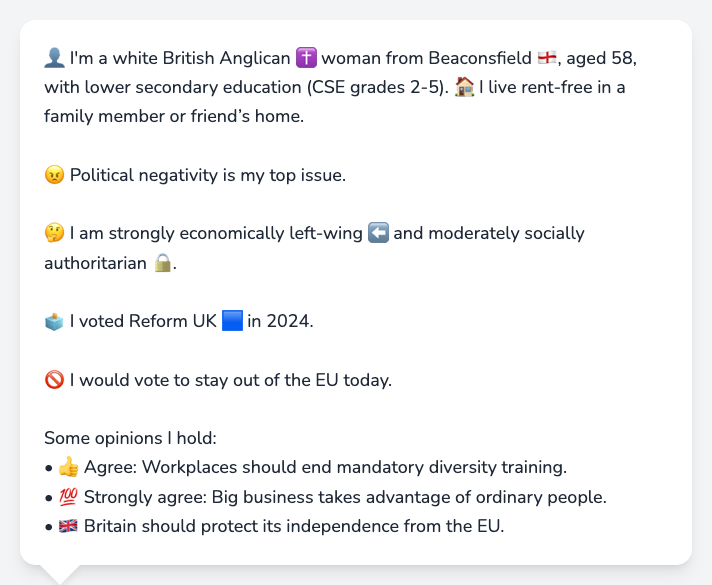 👤 I'm a white British Anglican ✝️ woman from Beaconsfield 🏴󠁧󠁢󠁥󠁮󠁧󠁿, aged 58,
with lower secondary education (CSE grades 2-5). 🏠 I live rent-free in a
family member or friend’s home.
😠 Political negativity is my top issue.
🤔 I am strongly economically left-wing ⬅️ and moderately socially
authoritarian 🔒.
🗳️ I voted Reform UK 🟦 in 2024.
🚫 I would vote to stay out of the EU today.
Some opinions I hold:
• 👍 Agree: Workplaces should end mandatory diversity training.
• 💯 Strongly agree: Big business takes advantage of ordinary people.
• 🇬🇧 Britain should protect its independence from the EU.